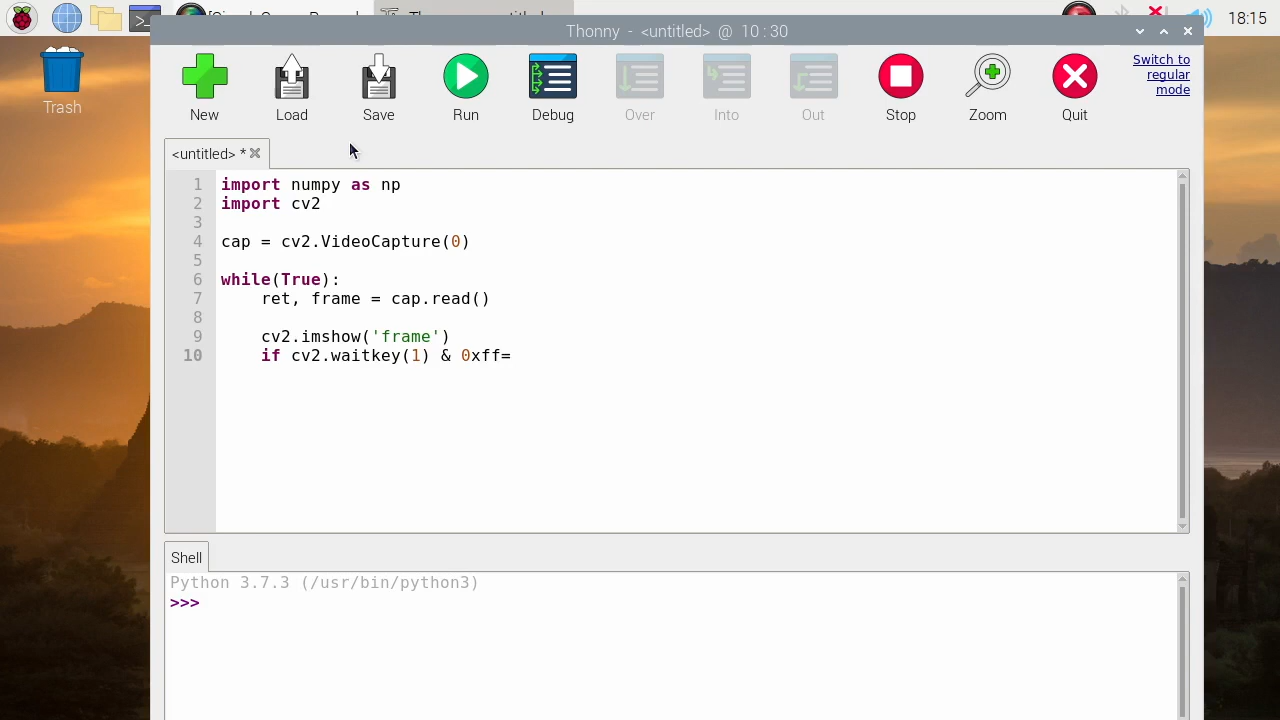 18:15
Trash
Thonny - <untitled> @ 10 : 30
New
Load
Save
Run
Debug
Over
Into
Out
Stop
Zoom
Quit
Switch to
regular
mode
<untitled> *
1 import numpy as np
2 import cv2
3
4 cap = cv2.VideoCapture(0)
5
6 while(True):
7     ret, frame = cap.read()
8
9     cv2.imshow('frame')
10     if cv2.waitkey(1) & 0xff=
Shell
Python 3.7.3 (/usr/bin/python3)
>>>